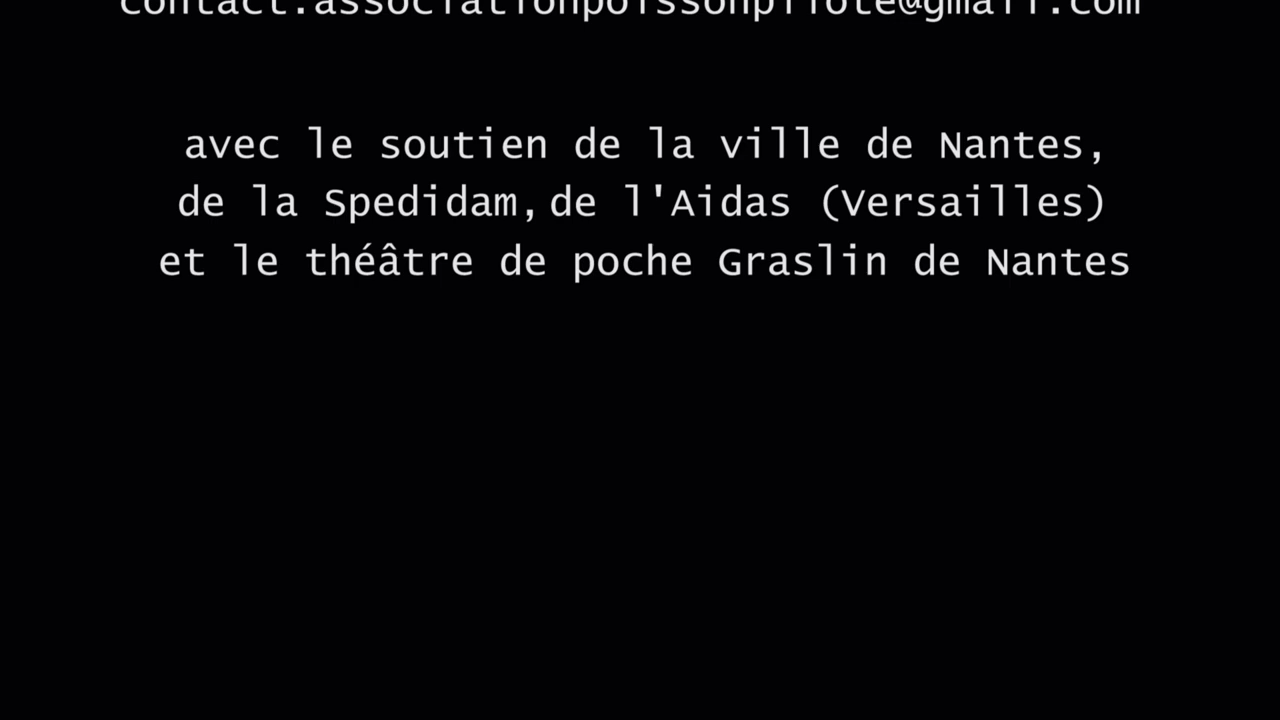 contact.associationpoissonpilote@gmail.com
avec le soutien de la ville de Nantes,
de la Spedidam, de l'Aidas (Versailles)
et le théâtre de poche Graslin de Nantes